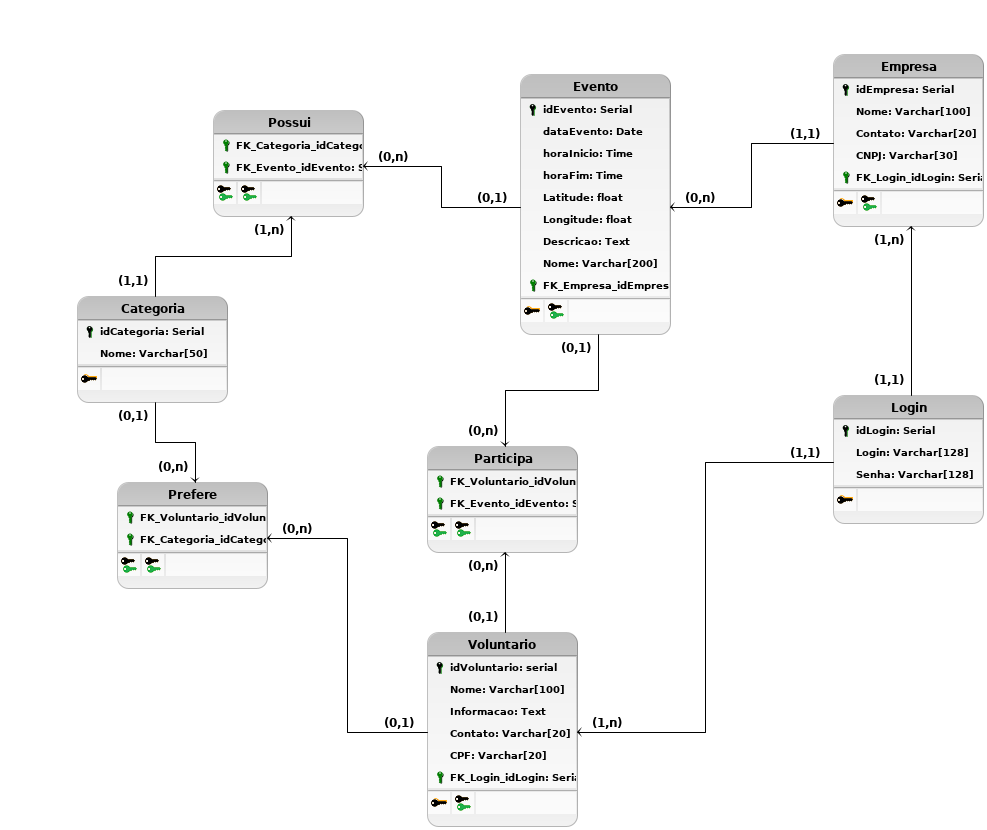 Empresa
idEmpresa: Serial
Nome: Varchar[100]
Contato: Varchar[20]
CNPJ: Varchar[30]
FK_Login_idLogin: Seria
Evento
idEvento: Serial
dataEvento: Date
horaInicio: Time
horaFim: Time
Latitude: float
Longitude: float
Descricao: Text
Nome: Varchar[200]
FK_Empresa_idEmpres
Possui
FK_Categoria_idCatego
FK_Evento_idEvento: S
(0,n)
(0,1)
(0,n)
(1,1)
(1,n)
(1,1)
Categoria
idCategoria: Serial
Nome: Varchar[50]
(0,1)
(0,n)
Prefere
FK_Voluntario_idVolun
FK_Categoria_idCatego
(0,n)
(0,1)
(0,1)
(0,n)
Participa
FK_Voluntario_idVolun
FK_Evento_idEvento: S
(0,n)
(0,1)
Voluntario
idVoluntario: serial
Nome: Varchar[100]
Informacao: Text
Contato: Varchar[20]
CPF: Varchar[20]
FK_Login_idLogin: Seria
(1,n)
(1,1)
(1,n)
(1,1)
Login
idLogin: Serial
Login: Varchar[128]
Senha: Varchar[128]